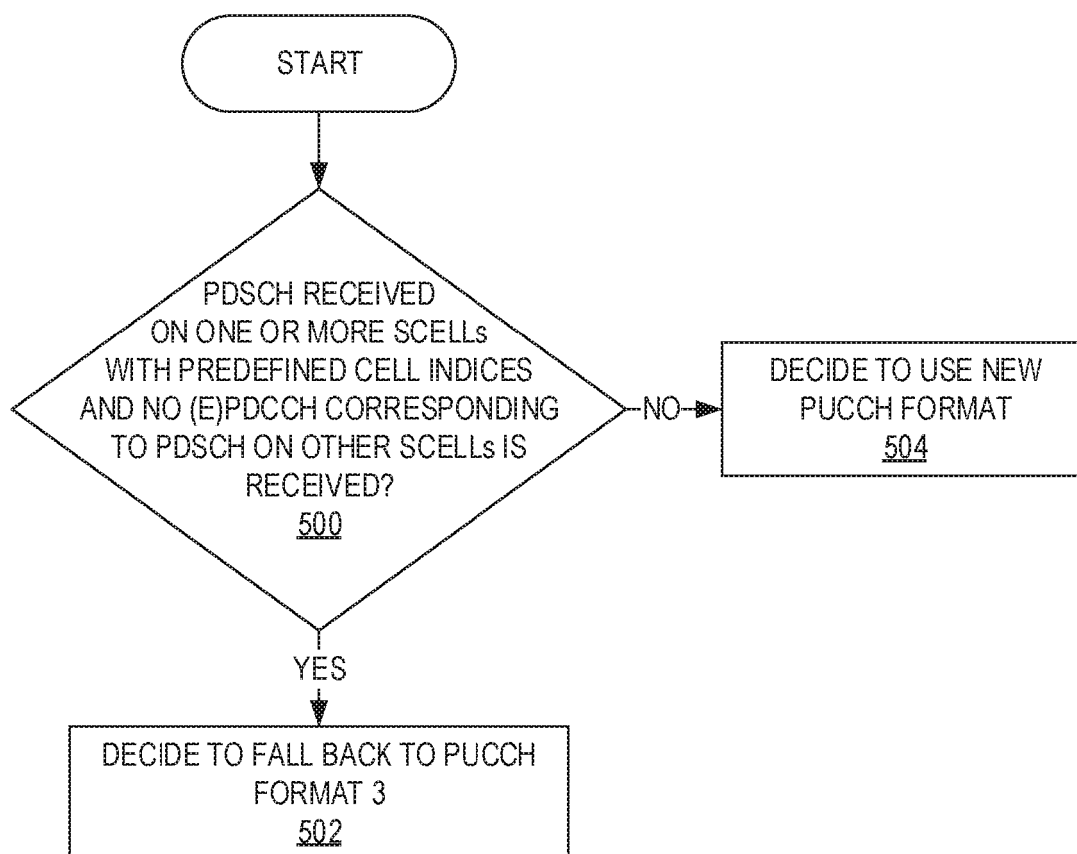 START
PDSCH RECEIVED
ON ONE OR MORE SCELLs
WITH PREDEFINED CELL INDICES
AND NO (E)PDCCH CORRESPONDING
TO PDSCH ON OTHER SCELLs IS
RECEIVED?
500
NO
DECIDE TO USE NEW
PUCCH FORMAT
504
YES
DECIDE TO FALL BACK TO PUCCH
FORMAT 3
502